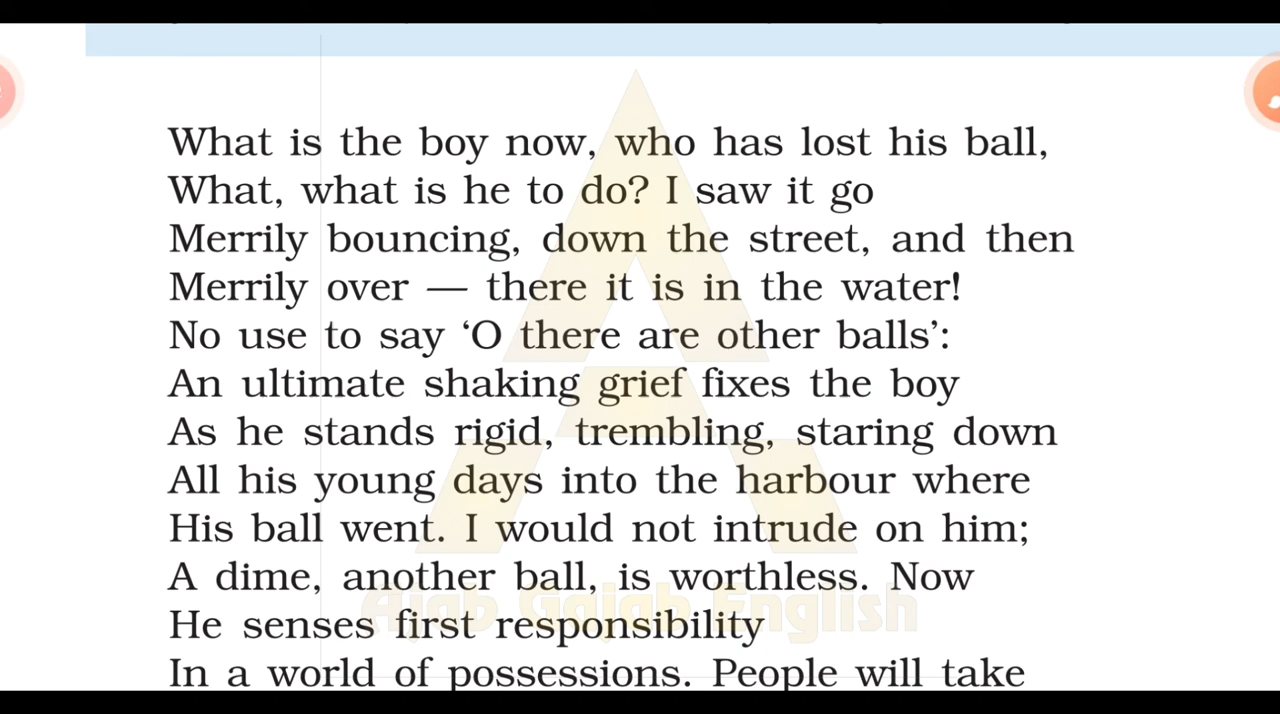 What is the boy now, who has lost his ball,
What, what is he to do? I saw it go
Merrily bouncing, down the street, and then
Merrily over — there it is in the water!
No use to say ‘O there are other balls’:
An ultimate shaking grief fixes the boy
As he stands rigid, trembling, staring down
All his young days into the harbour where
His ball went. I would not intrude on him;
A dime, another ball, is worthless. Now
He senses first responsibility
In a world of possessions. People will take
Ajab Gajab English